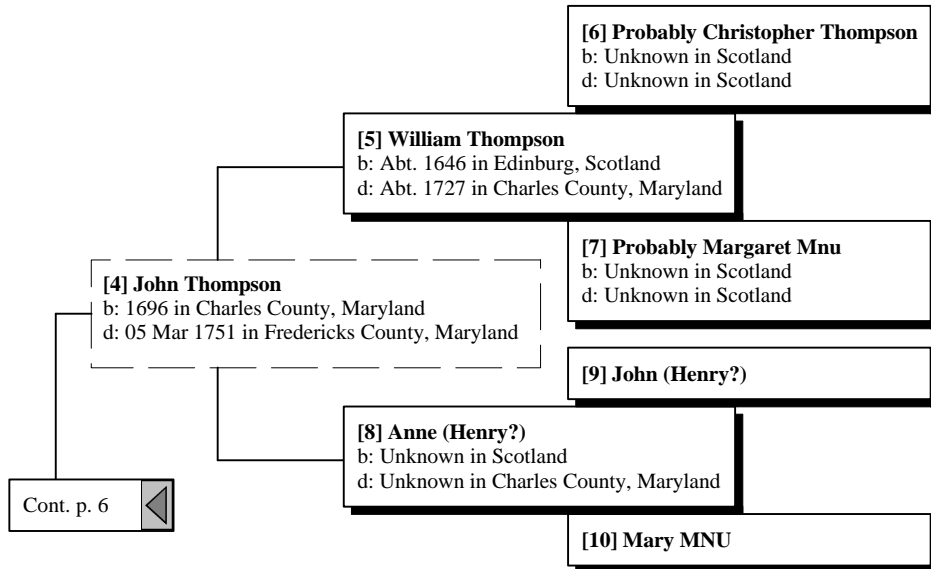 [6] Probably Christopher Thompson
b: Unknown in Scotland
d: Unknown in Scotland
[5] William Thompson
b: Abt. 1646 in Edinburg, Scotland
d: Abt. 1727 in Charles County, Maryland
[7] Probably Margaret Mnu
b: Unknown in Scotland
d: Unknown in Scotland
[4] John Thompson
b: 1696 in Charles County, Maryland
d: 05 Mar 1751 in Fredericks County, Maryland
[9] John (Henry?)
[8] Anne (Henry?)
b: Unknown in Scotland
d: Unknown in Charles County, Maryland
Cont. p. 6
[10] Mary MNU